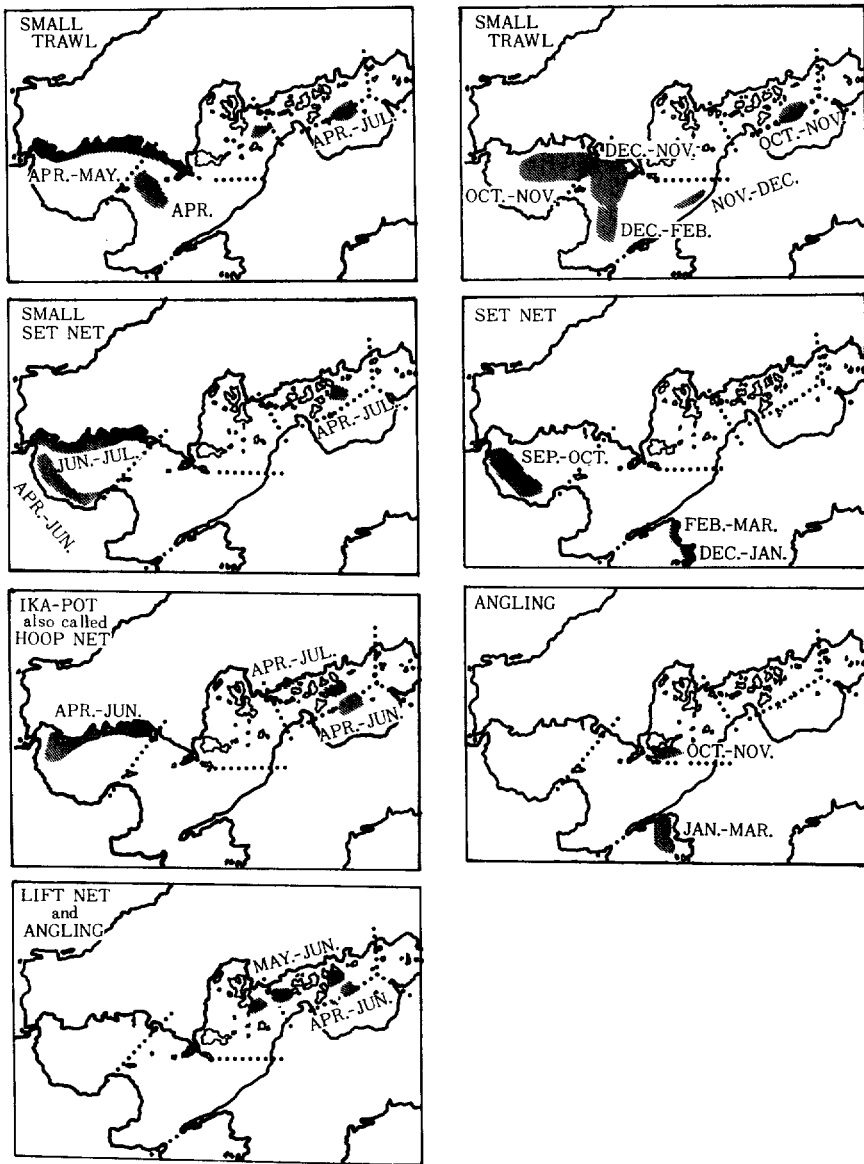 SMALL
TRAWL
APR.-JUL.
APR.-MAY.
APR.
SMALL
TRAWL
OCT.-NOV.
DEC.-NOV.
OCT.-NOV.
NOV.-DEC.
DEC.-FEB.
SMALL
SET NET
APR.-JUL.
JUN.-JUL.
APR.-JUN.
SET NET
SEP.-OCT.
FEB.-MAR.
DEC.-JAN.
IKA-POT
also called
HOOP NET
APR.-JUL.
APR.-JUN.
APR.-JUN.
ANGLING
OCT.-NOV.
JAN.-MAR.
LIFT NET
and
ANGLING
MAY.-JUN.
APR.-JUN.